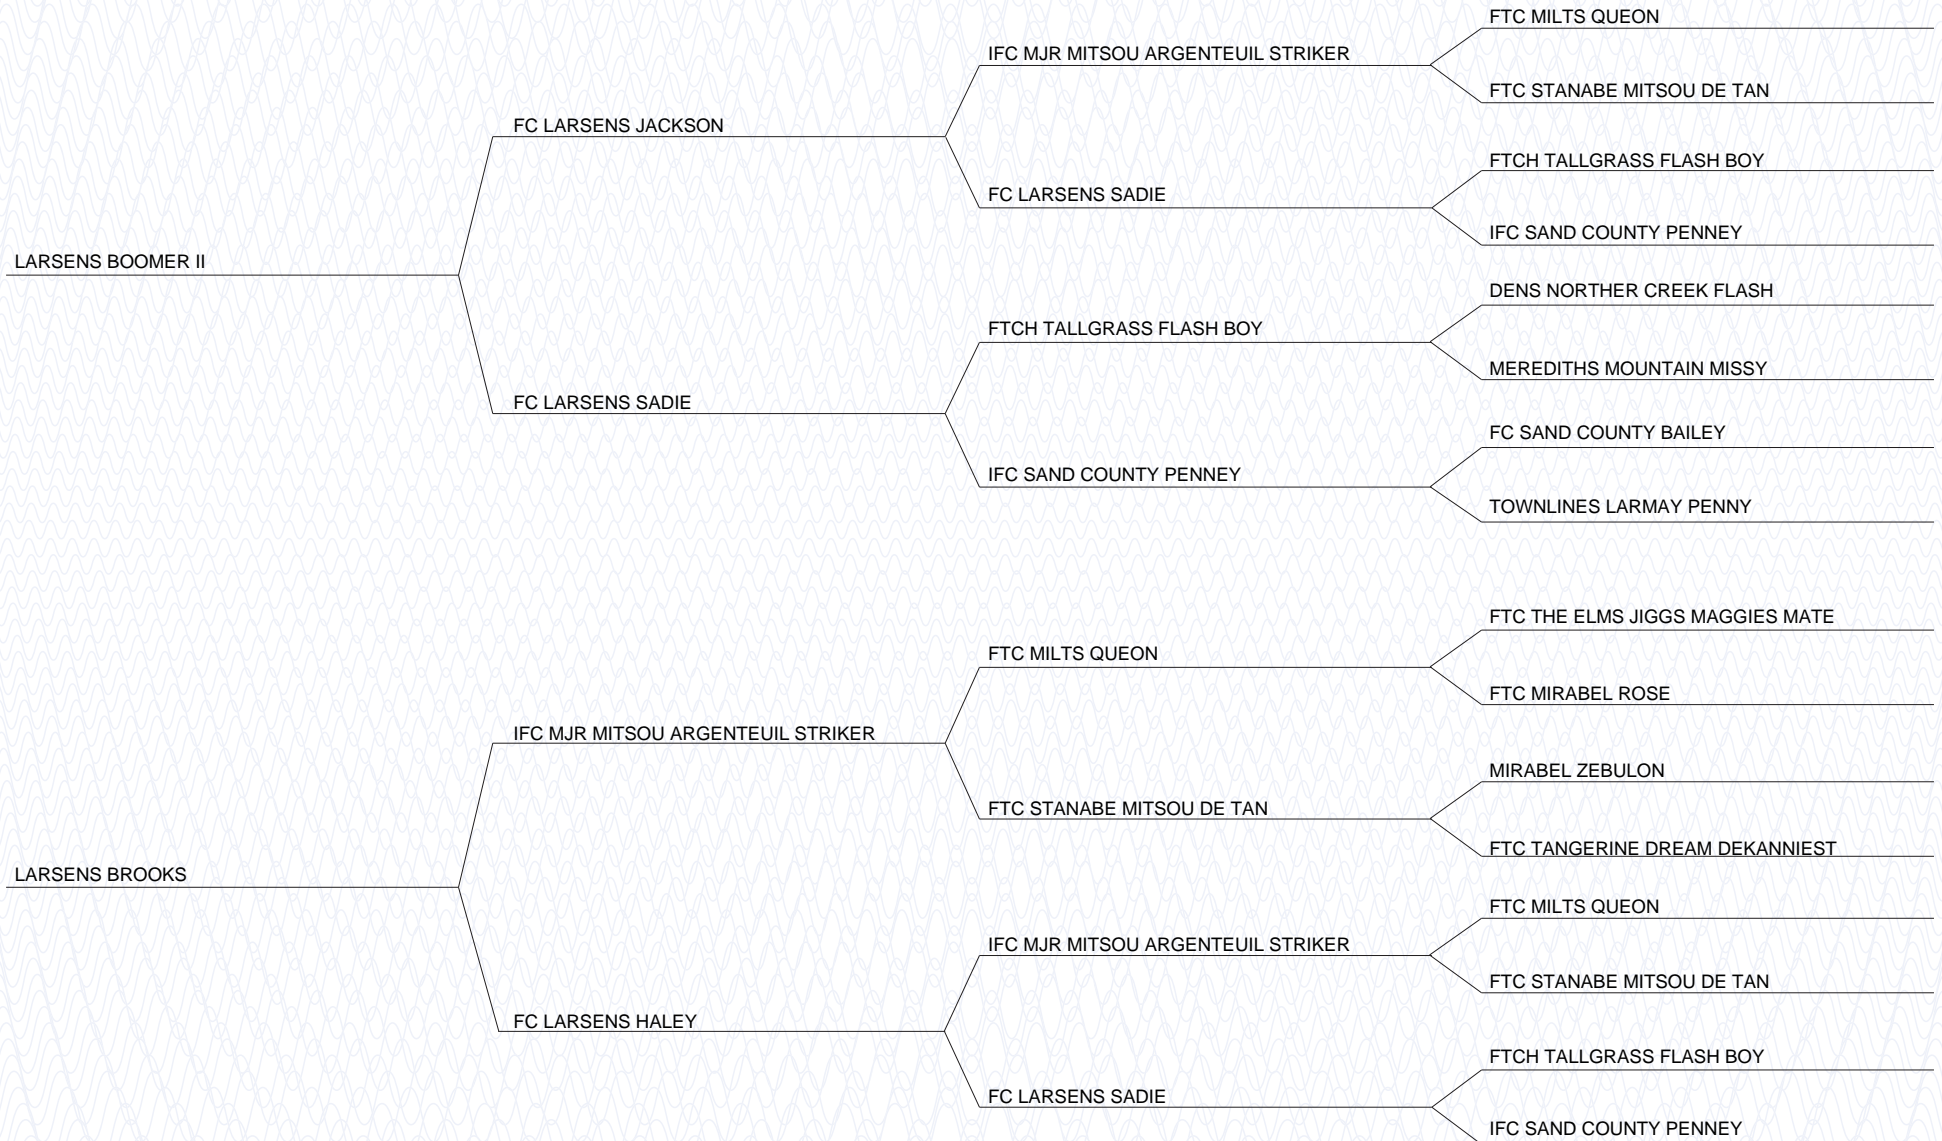 FTC MILTS QUEON
IFC MJR MITSOU ARGENTEUIL STRIKER
FTC STANABE MITSOU DE TAN
FC LARSENS JACKSON
FTCH TALLGRASS FLASH BOY
FC LARSENS SADIE
IFC SAND COUNTY PENNEY
LARSENS BOOMER II
DENS NORTHER CREEK FLASH
FTCH TALLGRASS FLASH BOY
MEREDITHS MOUNTAIN MISSY
FC LARSENS SADIE
FC SAND COUNTY BAILEY
IFC SAND COUNTY PENNEY
TOWNLINES LARMAY PENNY
FTC THE ELMS JIGGS MAGGIES MATE
FTC MILTS QUEON
FTC MIRABEL ROSE
IFC MJR MITSOU ARGENTEUIL STRIKER
MIRABEL ZEBULON
FTC STANABE MITSOU DE TAN
FTC TANGERINE DREAM DEKANNIEST
LARSENS BROOKS
FTC MILTS QUEON
IFC MJR MITSOU ARGENTEUIL STRIKER
FTC STANABE MITSOU DE TAN
FC LARSENS HALEY
FTCH TALLGRASS FLASH BOY
FC LARSENS SADIE
IFC SAND COUNTY PENNEY